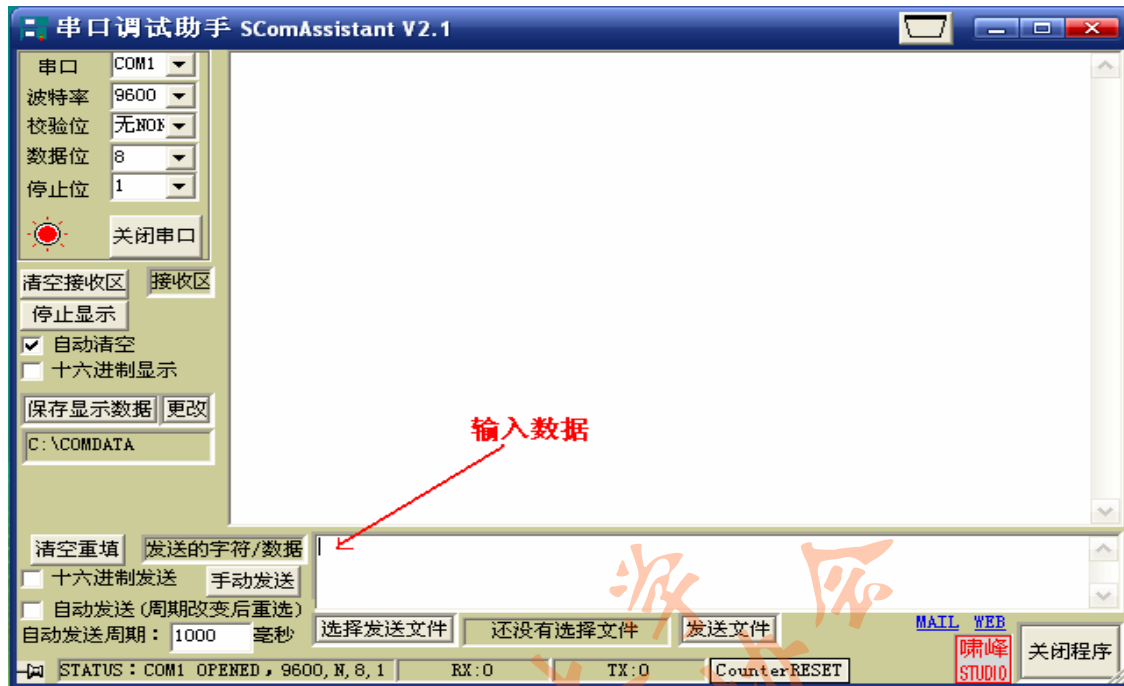 串口调试助手 SComAssistant V2.1
串口 COM1
波特率 9600
校验位 无NON
数据位 8
停止位 1
关闭串口
清空接收区 接收区
停止显示
自动清空
十六进制显示
保存显示数据 更改
C:\COMDATA
输入数据
清空重填 发送的字符/数据
十六进制发送 手动发送
自动发送(周期改变后重选)
自动发送周期: 1000 毫秒
选择发送文件 还没有选择文件 发送文件
MAIL WEB
啸峰
STUDIO
关闭程序
STATUS:COM1 OPENED,9600,N,8,1 RX:0 TX:0 CounterRESET